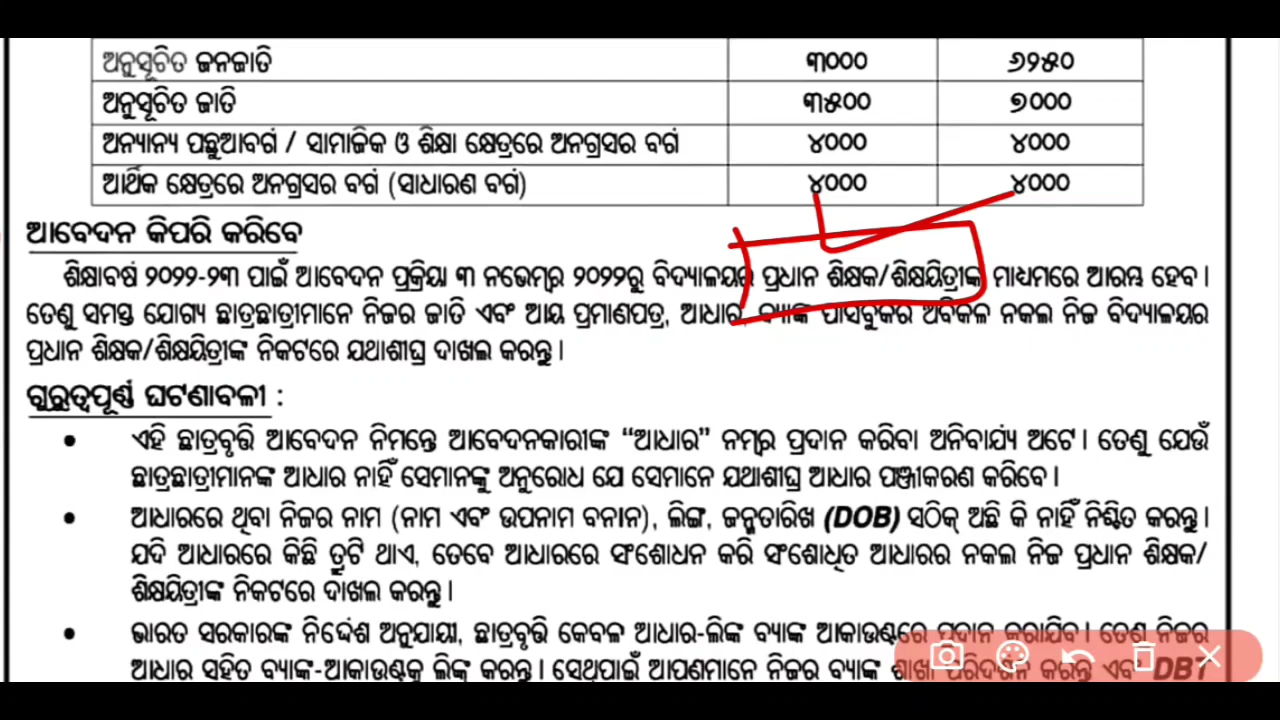 ଅନୁସୂଚିତ ଜନଜାତି ୩୦୦୦ ୬୨୫୦
ଅନୁସୂଚିତ ଜାତି ୩୫୦୦ ୭୦୦୦
ଅନ୍ୟାନ୍ୟ ପଛୁଆବର୍ଗ / ସାମାଜିକ ଓ ଶିକ୍ଷା କ୍ଷେତ୍ରରେ ଅନଗ୍ରସର ବର୍ଗ ୪୦୦୦ ୪୦୦୦
ଆର୍ଥିକ କ୍ଷେତ୍ରରେ ଅନଗ୍ରସର ବର୍ଗ (ସାଧାରଣ ବର୍ଗ) ୪୦୦୦ ୪୦୦୦
ଆବେଦନ କିପରି କରିବେ
ଶିକ୍ଷାବର୍ଷ ୨୦୨୨-୨୩ ପାଇଁ ଆବେଦନ ପ୍ରକ୍ରିୟା ୩ ନଭେମ୍ବର ୨୦୨୨ରୁ ବିଦ୍ୟାଳୟର ପ୍ରଧାନ ଶିକ୍ଷକ/ଶିକ୍ଷୟିତ୍ରୀଙ୍କ ମାଧ୍ୟମରେ ଆରମ୍ଭ ହେବ।
ତେଣୁ ସମସ୍ତ ଯୋଗ୍ୟ ଛାତ୍ରଛାତ୍ରୀମାନେ ନିଜର ଜାତି ଏବଂ ଆୟ ପ୍ରମାଣପତ୍ର, ଆଧାର, ବ୍ୟାଙ୍କ ପାସବୁକର ଅବିକଳ ନକଲ ନିଜ ବିଦ୍ୟାଳୟର
ପ୍ରଧାନ ଶିକ୍ଷକ/ଶିକ୍ଷୟିତ୍ରୀଙ୍କ ନିକଟରେ ଯଥାଶୀଘ୍ର ଦାଖଲ କରନ୍ତୁ।
ଗୁରୁତ୍ୱପୂର୍ଣ୍ଣ ଘଟଣାବଳୀ :
• ଏହି ଛାତ୍ରବୃତ୍ତି ଆବେଦନ ନିମନ୍ତେ ଆବେଦନକାରୀଙ୍କ “ଆଧାର” ନମ୍ବର ପ୍ରଦାନ କରିବା ଅନିବାର୍ଯ୍ୟ ଅଟେ। ତେଣୁ ଯେଉଁ
ଛାତ୍ରଛାତ୍ରୀମାନଙ୍କ ଆଧାର ନାହିଁ ସେମାନଙ୍କୁ ଅନୁରୋଧ ଯେ ସେମାନେ ଯଥାଶୀଘ୍ର ଆଧାର ପଞ୍ଜୀକରଣ କରିବେ।
• ଆଧାରରେ ଥିବା ନିଜର ନାମ (ନାମ ଏବଂ ଉପନାମ ବନାନ), ଲିଙ୍ଗ, ଜନ୍ମତାରିଖ (DOB) ସଠିକ୍ ଅଛି କି ନାହିଁ ନିଶ୍ଚିତ କରନ୍ତୁ।
ଯଦି ଆଧାରରେ କିଛି ତ୍ରୁଟି ଥାଏ, ତେବେ ଆଧାରରେ ସଂଶୋଧନ କରି ସଂଶୋଧିତ ଆଧାରର ନକଲ ନିଜ ପ୍ରଧାନ ଶିକ୍ଷକ/
ଶିକ୍ଷୟିତ୍ରୀଙ୍କ ନିକଟରେ ଦାଖଲ କରନ୍ତୁ।
• ଭାରତ ସରକାରଙ୍କ ନିର୍ଦ୍ଦେଶ ଅନୁଯାୟୀ, ଛାତ୍ରବୃତ୍ତି କେବଳ ଆଧାର-ଲିଙ୍କ ବ୍ୟାଙ୍କ ଆକାଉଣ୍ଟରେ ପ୍ରଦାନ କରାଯିବ। ତେଣୁ ନିଜର
ଆଧାର ସହିତ ବ୍ୟାଙ୍କ-ଆକାଉଣ୍ଟକୁ ଲିଙ୍କ କରନ୍ତୁ। ସେଥିପାଇଁ ଆପଣମାନେ ନିଜର ବ୍ୟାଙ୍କ ଶାଖା ପରିଦର୍ଶନ କରନ୍ତୁ ଏବଂ DBT